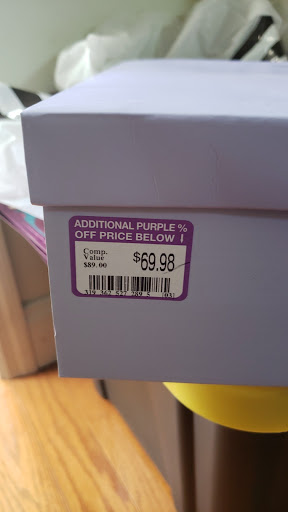 ADDITIONAL PURPLE %
OFF PRICE BELOW
Comp.
Value
$89.00
$69.98